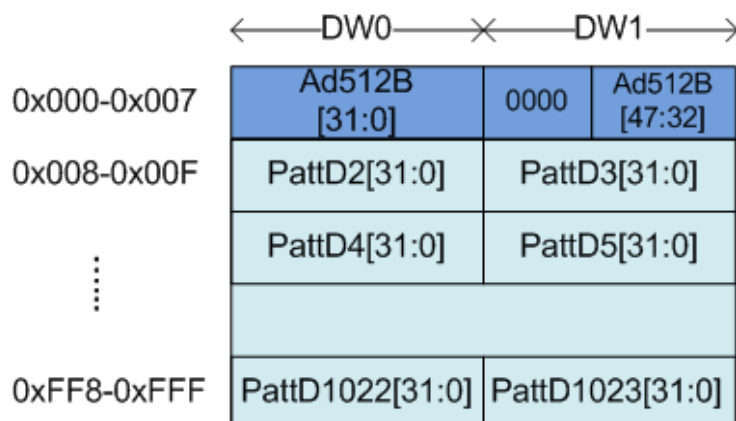 DW0 DW1
0x000-0x007 Ad512B [31:0] 0000 Ad512B [47:32]
0x008-0x00F PattD2[31:0] PattD3[31:0]
PattD4[31:0] PattD5[31:0]
0xFF8-0xFFF PattD1022[31:0] PattD1023[31:0]